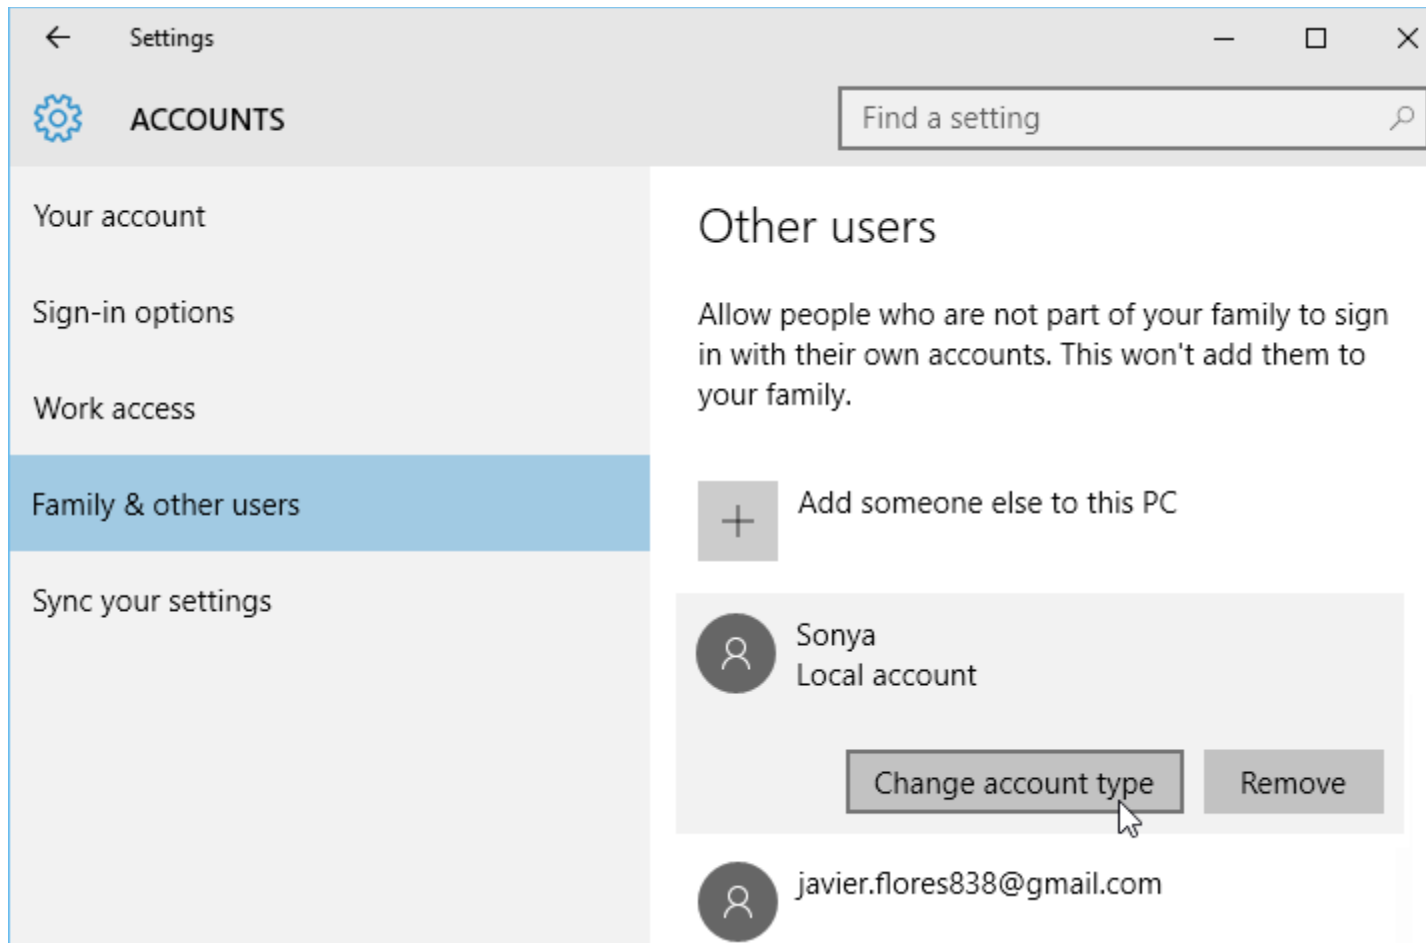 Settings
ACCOUNTS
Find a setting
Your account
Sign-in options
Work access
Family & other users
Sync your settings
Other users
Allow people who are not part of your family to sign
in with their own accounts. This won't add them to
your family.
Add someone else to this PC
Sonya
Local account
Change account type
Remove
javier.flores838@gmail.com